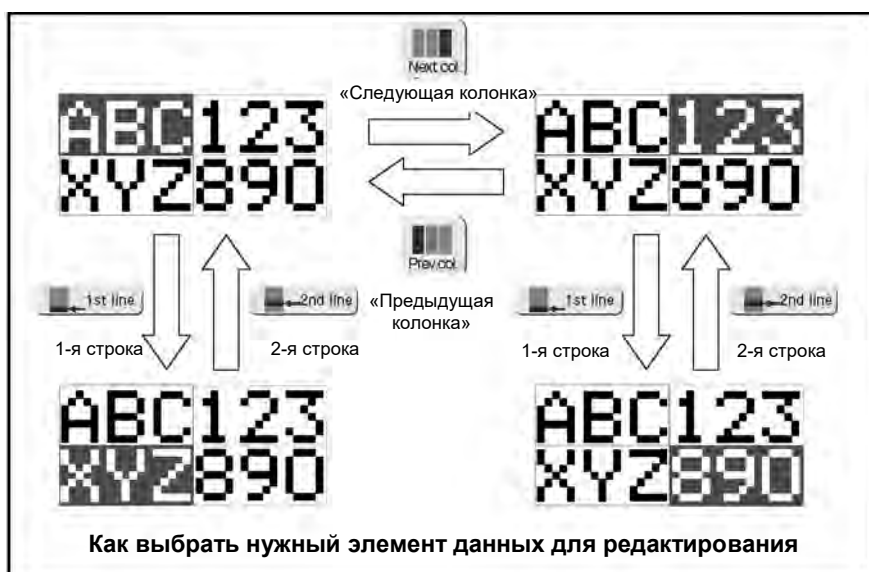 Next col.
«Следующая колонка»
ABC123
XYZ890
ABC123
XYZ890
Prev.col.
«Предыдущая
колонка»
1st line
2nd line
1st line
2nd line
1-я строка
2-я строка
1-я строка
2-я строка
ABC123
XYZ890
ABC123
XYZ890
Как выбрать нужный элемент данных для редактирования